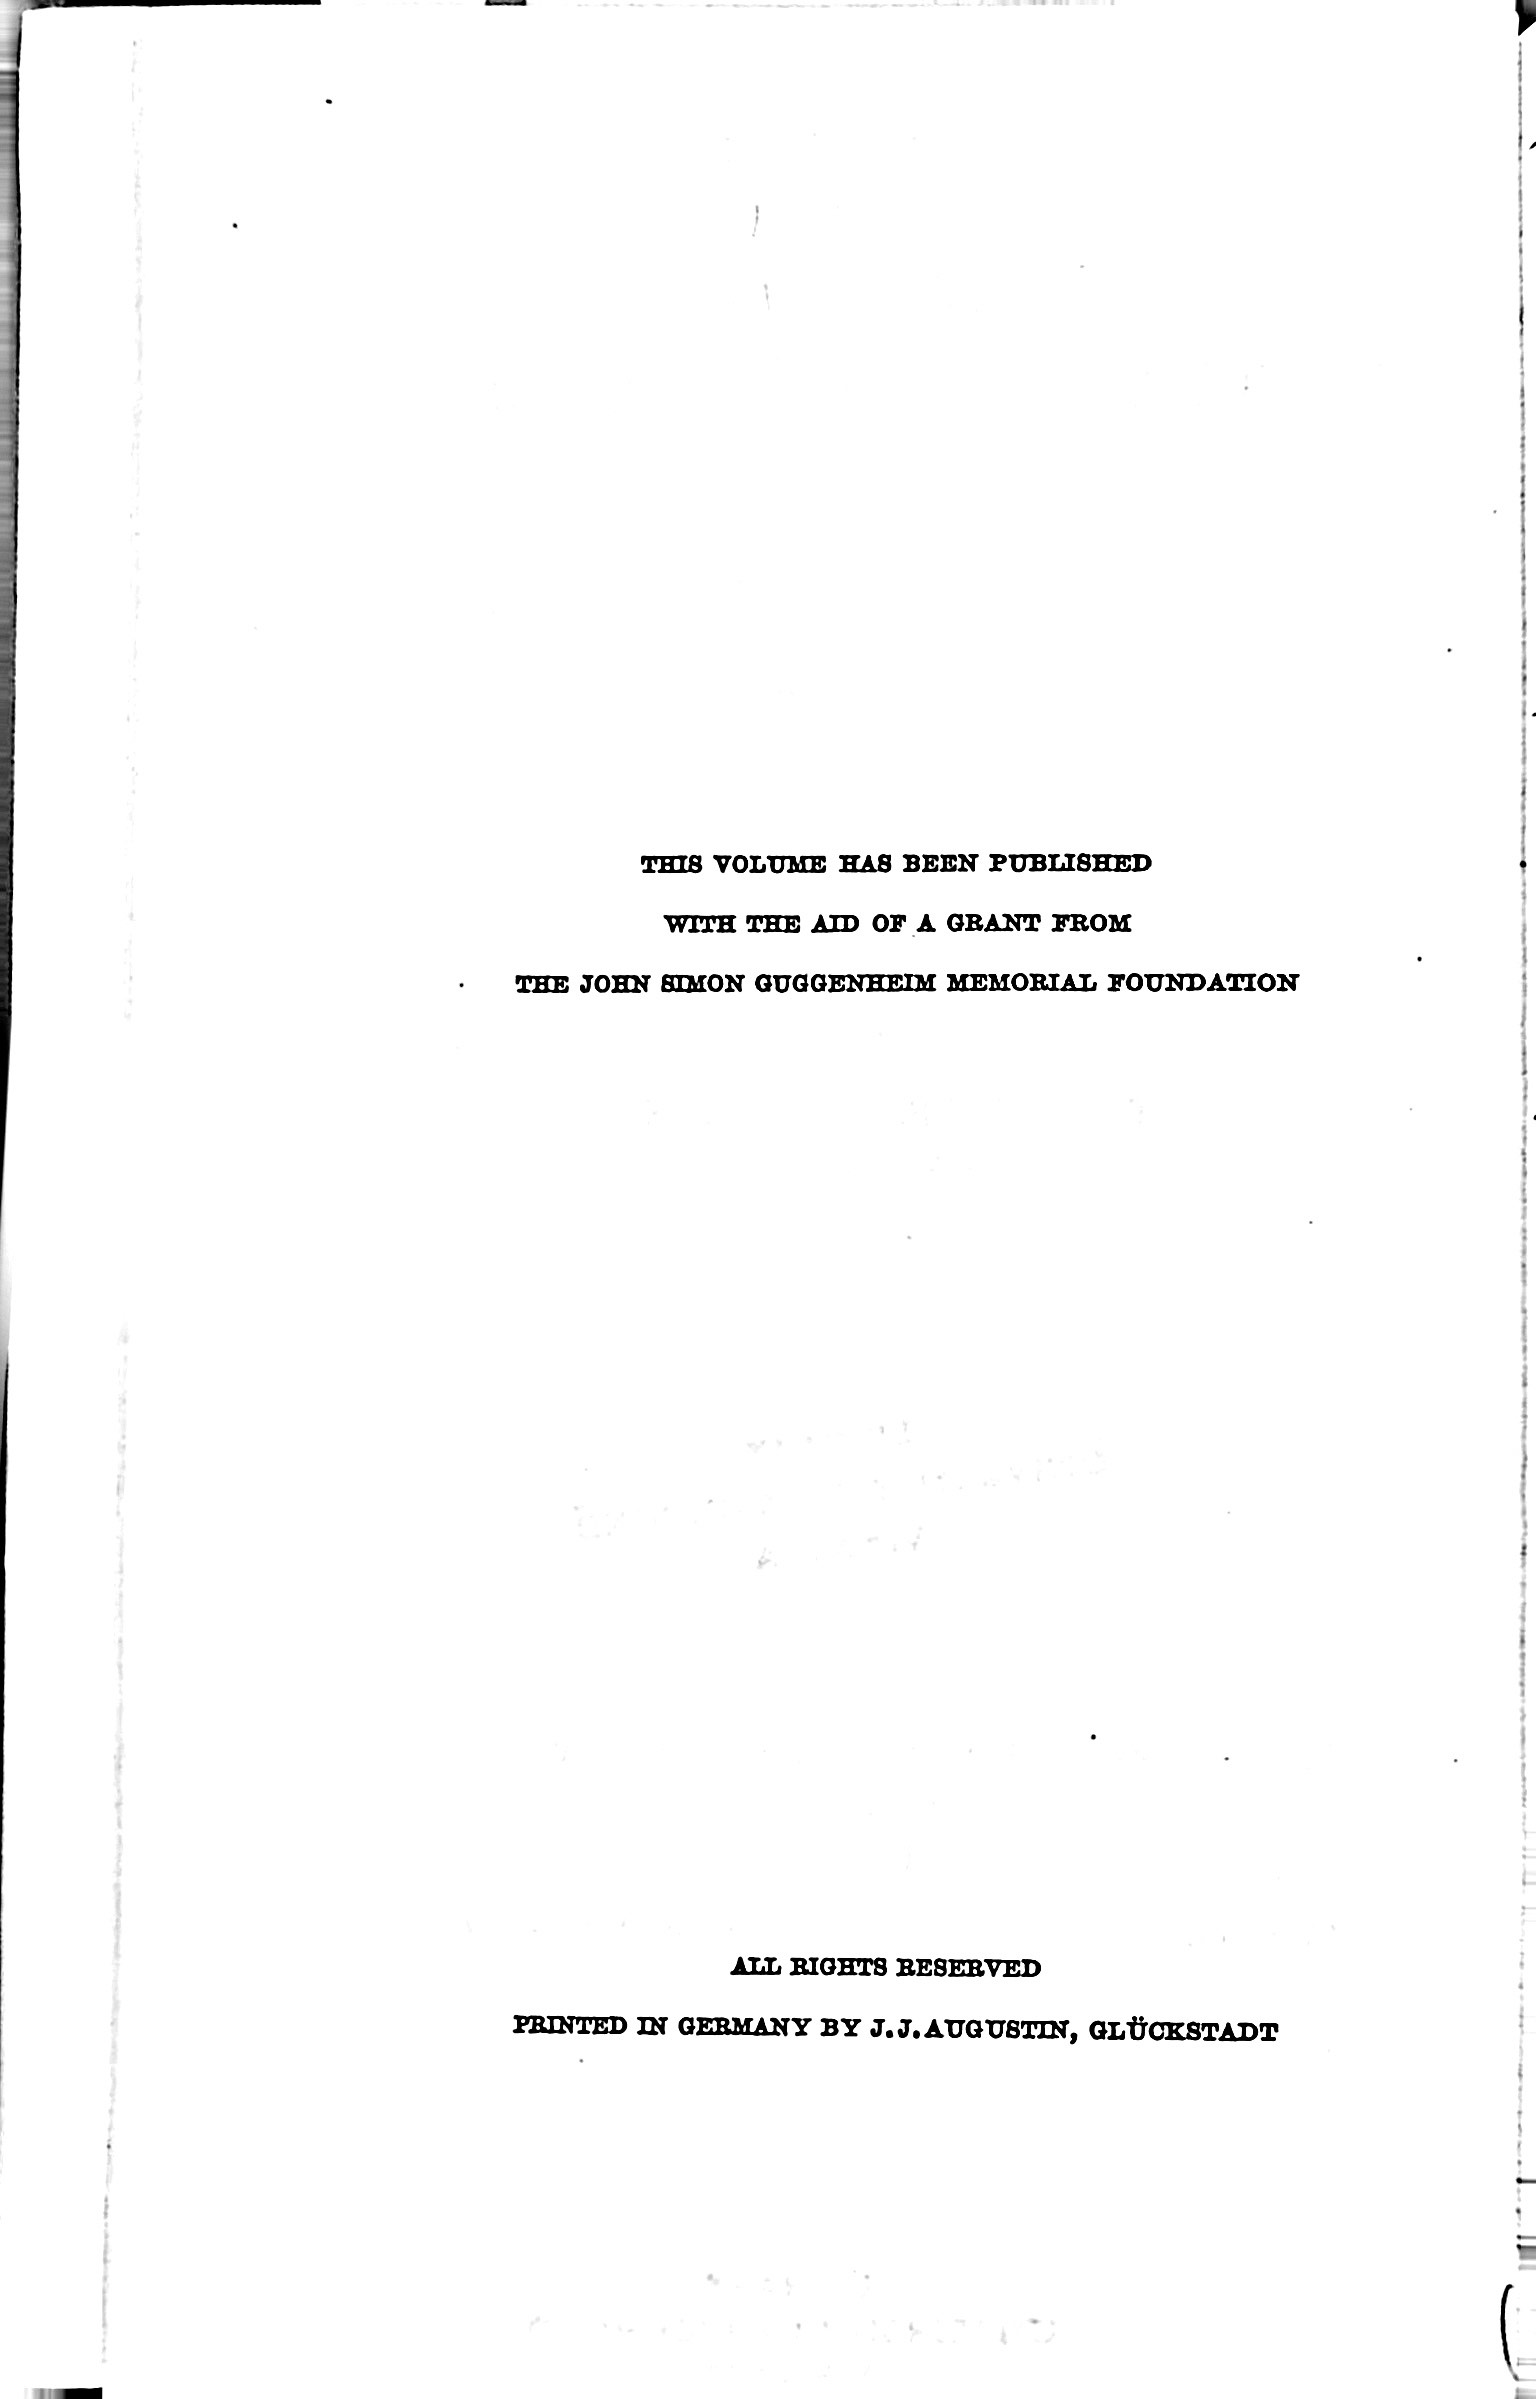 THIS VOLUME HAS BEEN PUBLISHED
WITH THE AID OF A GRANT FROM
THE JOHN SIMON GUGGENHEIM MEMORIAL FOUNDATION
ALL RIGHTS RESERVED
PRINTED IN GERMANY BY J.J. AUGUSTIN, GLÜCKSTADT